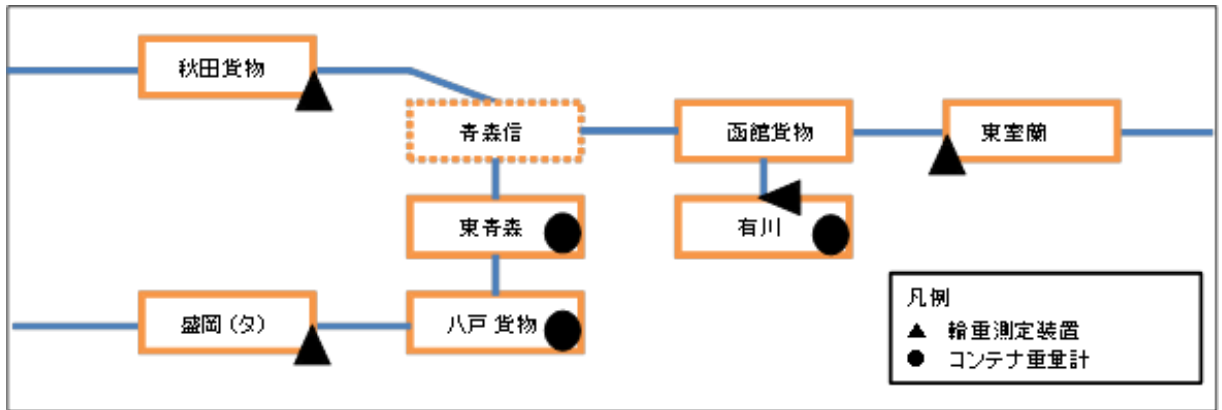 秋田貨物
青森信
函館貨物
東室蘭
東青森
有川
盛岡（タ）
八戸 貨物
凡例
▲ 輪重測定装置
● コンテナ重量計